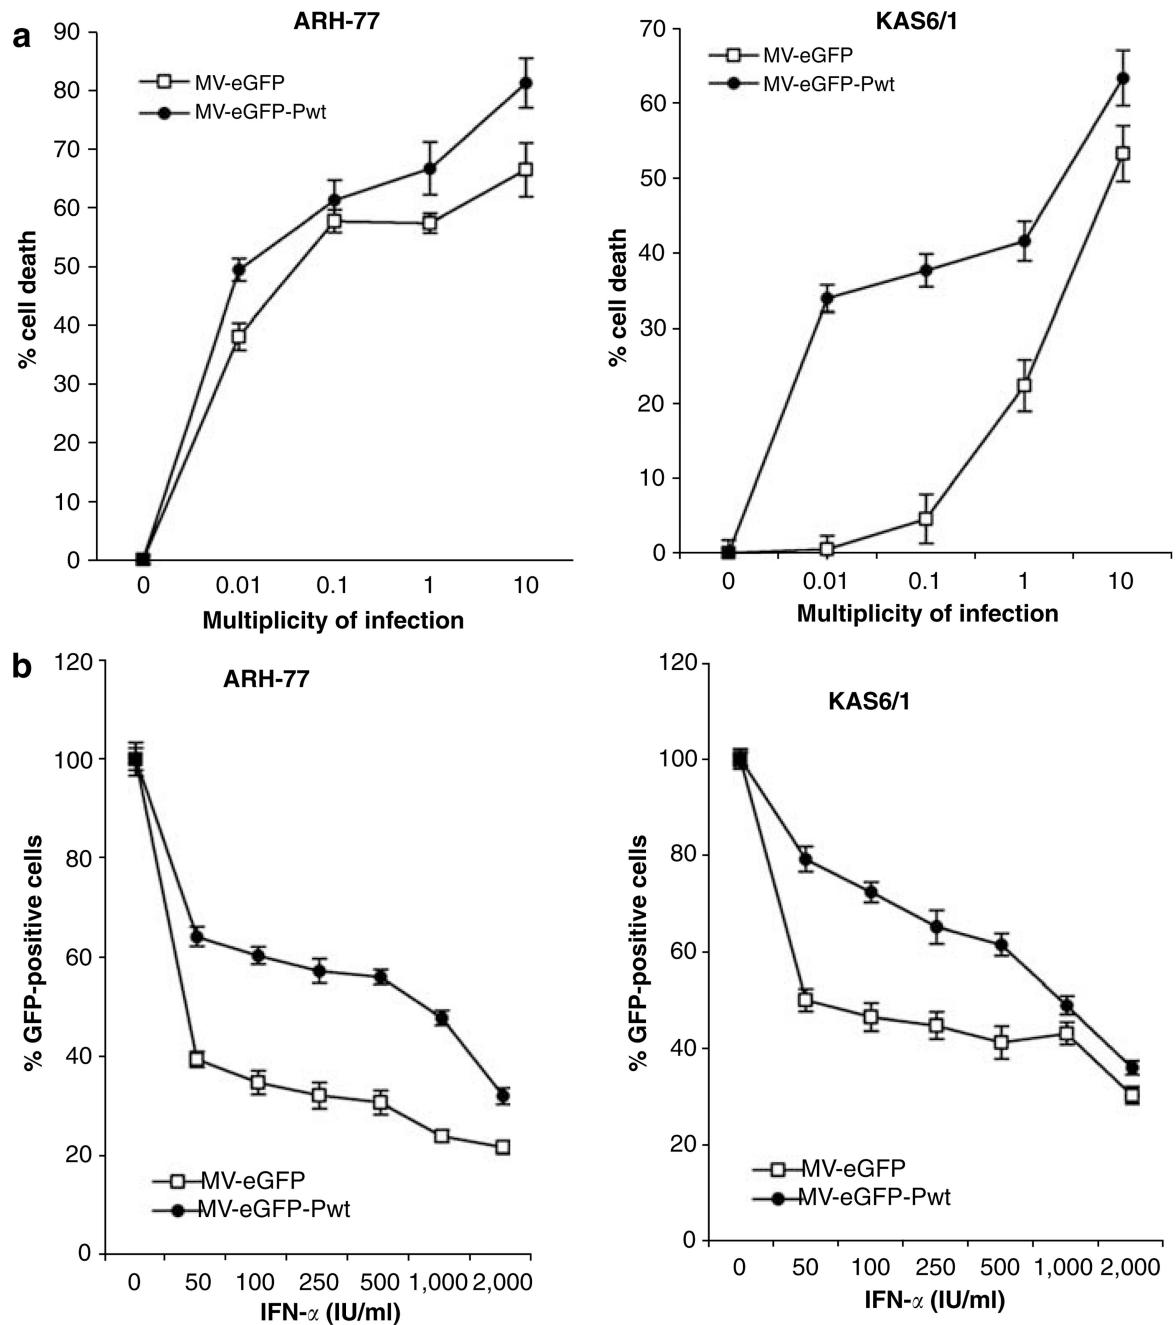 a
ARH-77
90
80
70
60
50
40
30
20
10
0
% cell death
MV-eGFP
MV-eGFP-Pwt
0 0.01 0.1 1 10
Multiplicity of infection
KAS6/1
70
60
50
40
30
20
10
0
% cell death
MV-eGFP
MV-eGFP-Pwt
0 0.01 0.1 1 10
Multiplicity of infection
b
ARH-77
120
100
80
60
40
20
0
% GFP-positive cells
MV-eGFP
MV-eGFP-Pwt
0 50 100 250 500 1,000 2,000
IFN-α (IU/ml)
KAS6/1
120
100
80
60
40
20
0
% GFP-positive cells
MV-eGFP
MV-eGFP-Pwt
0 50 100 250 500 1,000 2,000
IFN-α (IU/ml)